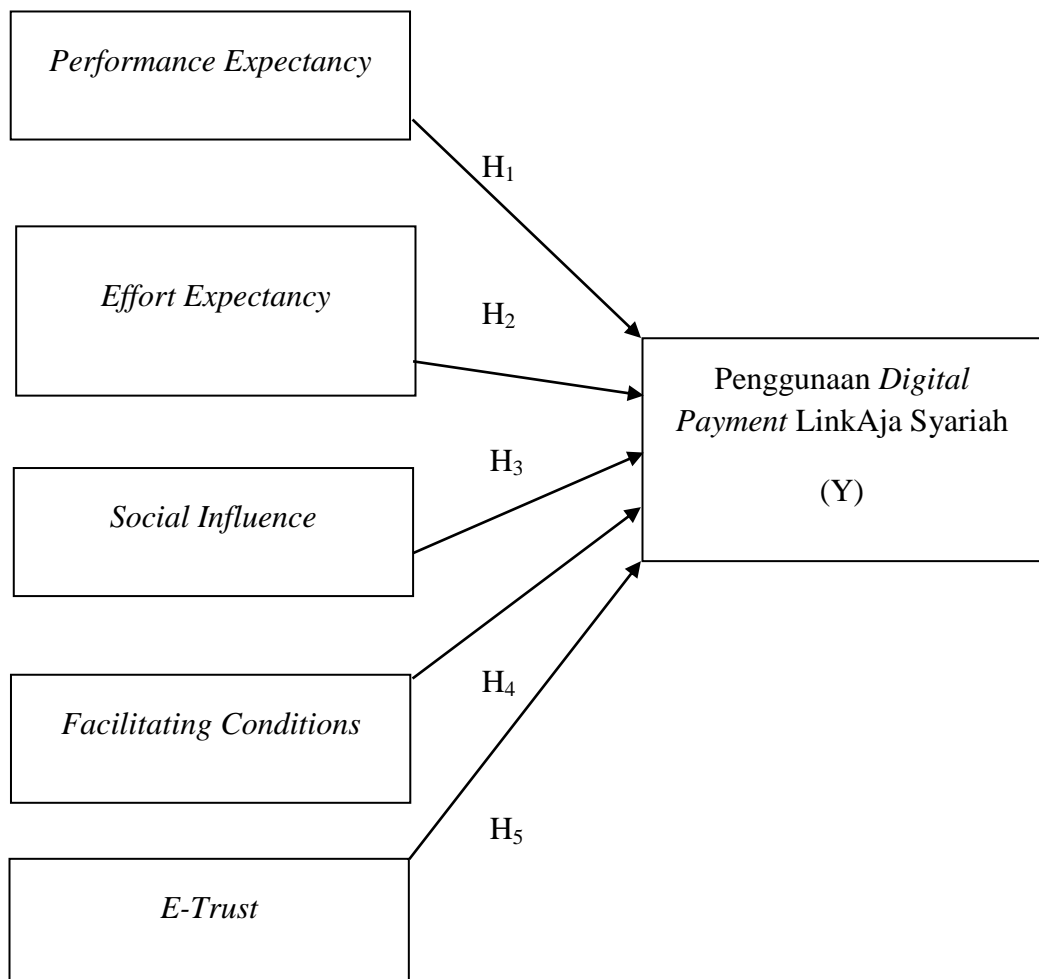 Performance Expectancy
H₁
Effort Expectancy
H₂
Penggunaan Digital
Payment LinkAja Syariah
(Y)
Social Influence
H₃
Facilitating Conditions
H₄
H₅
E-Trust